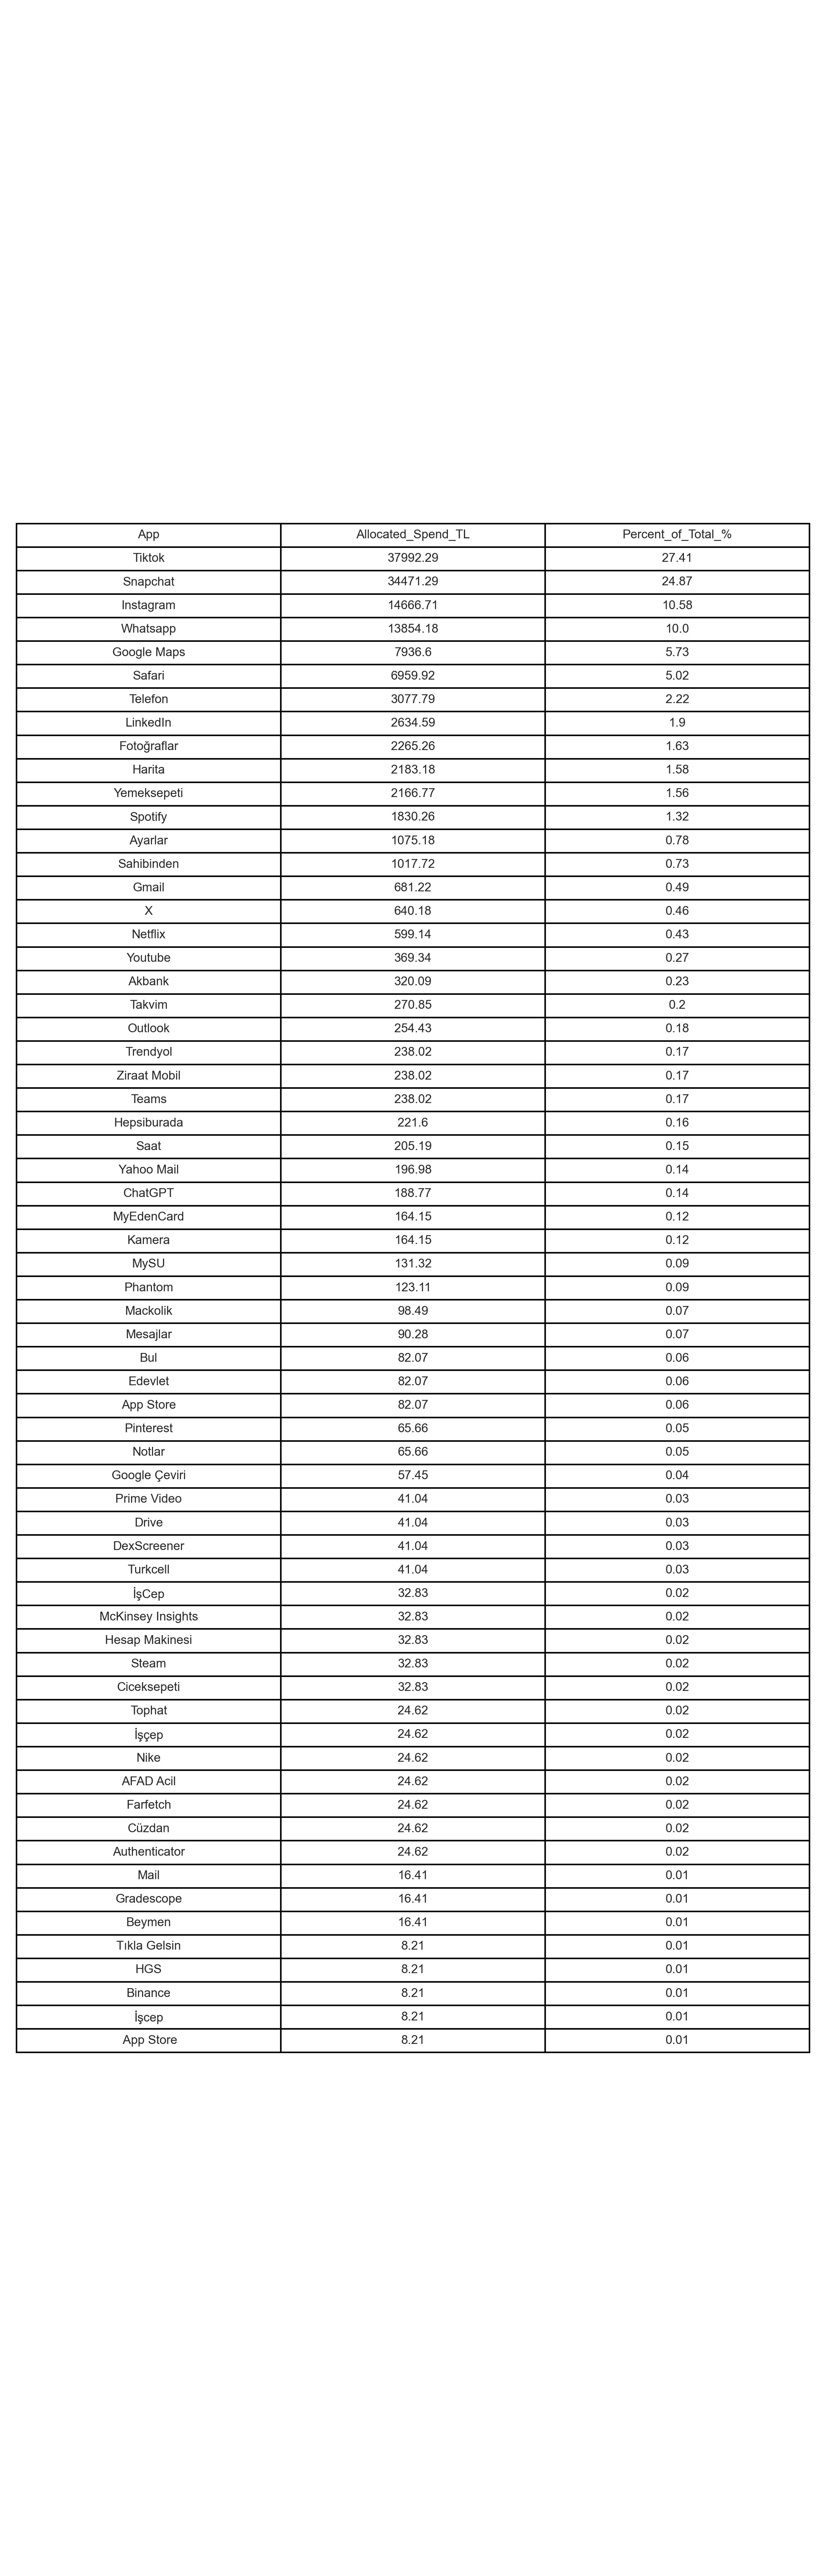 App Allocated_Spend_TL Percent_of_Total_%
Tiktok 37992.29 27.41
Snapchat 34471.29 24.87
Instagram 14666.71 10.58
Whatsapp 13854.18 10.0
Google Maps 7936.6 5.73
Safari 6959.92 5.02
Telefon 3077.79 2.22
LinkedIn 2634.59 1.9
Fotoğraflar 2265.26 1.63
Harita 2183.18 1.58
Yemeksepeti 2166.77 1.56
Spotify 1830.26 1.32
Ayarlar 1075.18 0.78
Sahibinden 1017.72 0.73
Gmail 681.22 0.49
X 640.18 0.46
Netflix 599.14 0.43
Youtube 369.34 0.27
Akbank 320.09 0.23
Takvim 270.85 0.2
Outlook 254.43 0.18
Trendyol 238.02 0.17
Ziraat Mobil 238.02 0.17
Teams 238.02 0.17
Hepsiburada 221.6 0.16
Saat 205.19 0.15
Yahoo Mail 196.98 0.14
ChatGPT 188.77 0.14
MyEdenCard 164.15 0.12
Kamera 164.15 0.12
MySU 131.32 0.09
Phantom 123.11 0.09
Mackolik 98.49 0.07
Mesajlar 90.28 0.07
Bul 82.07 0.06
Edevlet 82.07 0.06
App Store 82.07 0.06
Pinterest 65.66 0.05
Notlar 65.66 0.05
Google Çeviri 57.45 0.04
Prime Video 41.04 0.03
Drive 41.04 0.03
DexScreener 41.04 0.03
Turkcell 41.04 0.03
İşCep 32.83 0.02
McKinsey Insights 32.83 0.02
Hesap Makinesi 32.83 0.02
Steam 32.83 0.02
Ciceksepeti 32.83 0.02
Tophat 24.62 0.02
İşçep 24.62 0.02
Nike 24.62 0.02
AFAD Acil 24.62 0.02
Farfetch 24.62 0.02
Cüzdan 24.62 0.02
Authenticator 24.62 0.02
Mail 16.41 0.01
Gradescope 16.41 0.01
Beymen 16.41 0.01
Tıkla Gelsin 8.21 0.01
HGS 8.21 0.01
Binance 8.21 0.01
İşcep 8.21 0.01
App Store 8.21 0.01